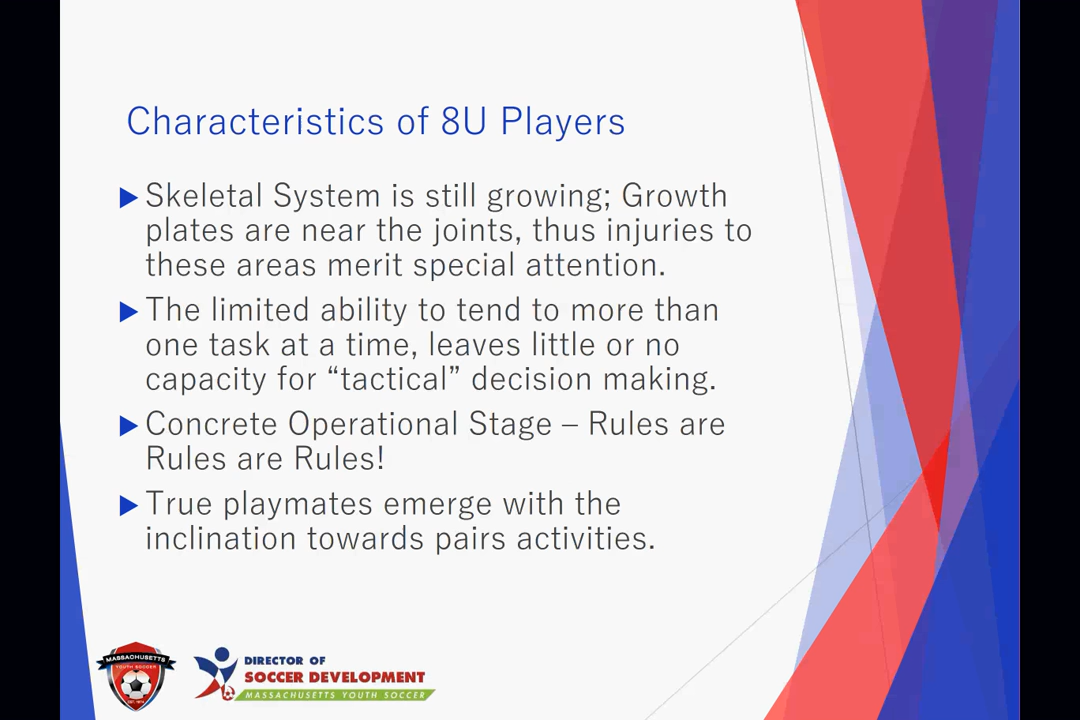 Characteristics of 8U Players
Skeletal System is still growing; Growth
plates are near the joints, thus injuries to
these areas merit special attention.
The limited ability to tend to more than
one task at a time, leaves little or no
capacity for “tactical” decision making.
Concrete Operational Stage – Rules are
Rules are Rules!
True playmates emerge with the
inclination towards pairs activities.
MASSACHUSETTS
YOUTH SOCCER
DIRECTOR OF
SOCCER DEVELOPMENT
MASSACHUSETTS YOUTH SOCCER